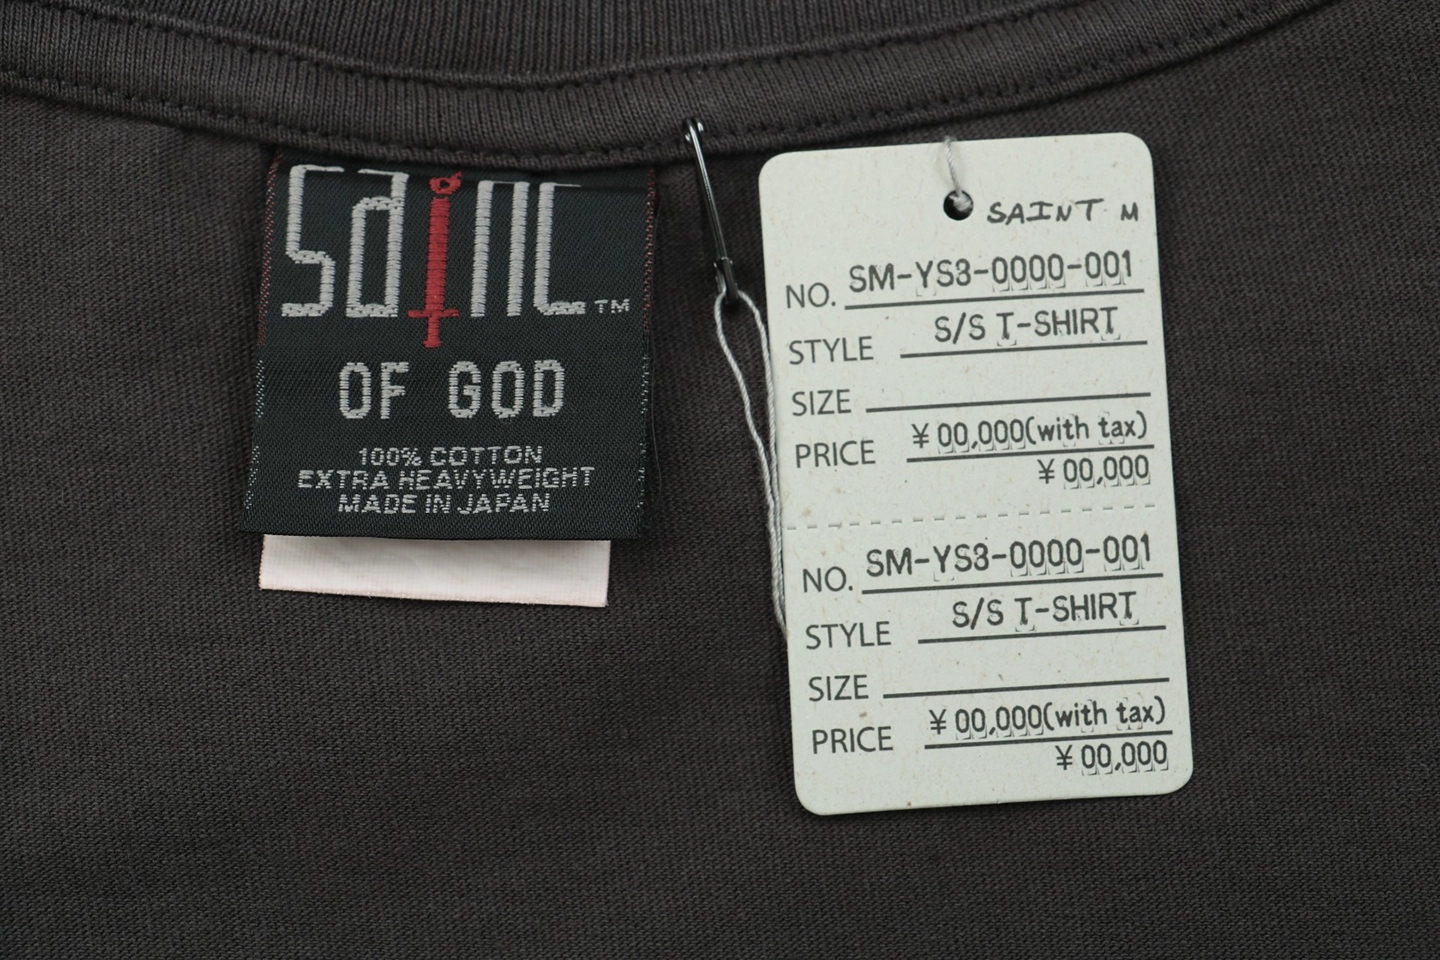 saint™
OF GOD
100% COTTON
EXTRA HEAVYWEIGHT
MADE IN JAPAN
SAINT M
NO. SM-YS3-0000-001
STYLE S/S T-SHIRT
SIZE
PRICE ¥00,000(with tax)
¥00,000
NO. SM-YS3-0000-001
STYLE S/S T-SHIRT
SIZE
PRICE ¥00,000(with tax)
¥00,000